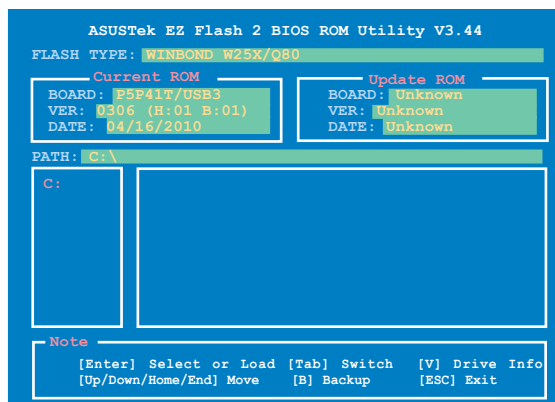 ASUSTek EZ Flash 2 BIOS ROM Utility V3.44
FLASH TYPE: WINBOND W25X/Q80
Current ROM
BOARD: P5P41T/USB3
VER: 0306 (H:01 B:01)
DATE: 04/16/2010
Update ROM
BOARD: Unknown
VER: Unknown
DATE: Unknown
PATH: C:\
C:
Note
[Enter] Select or Load [Tab] Switch [V] Drive Info
[Up/Down/Home/End] Move [B] Backup [ESC] Exit